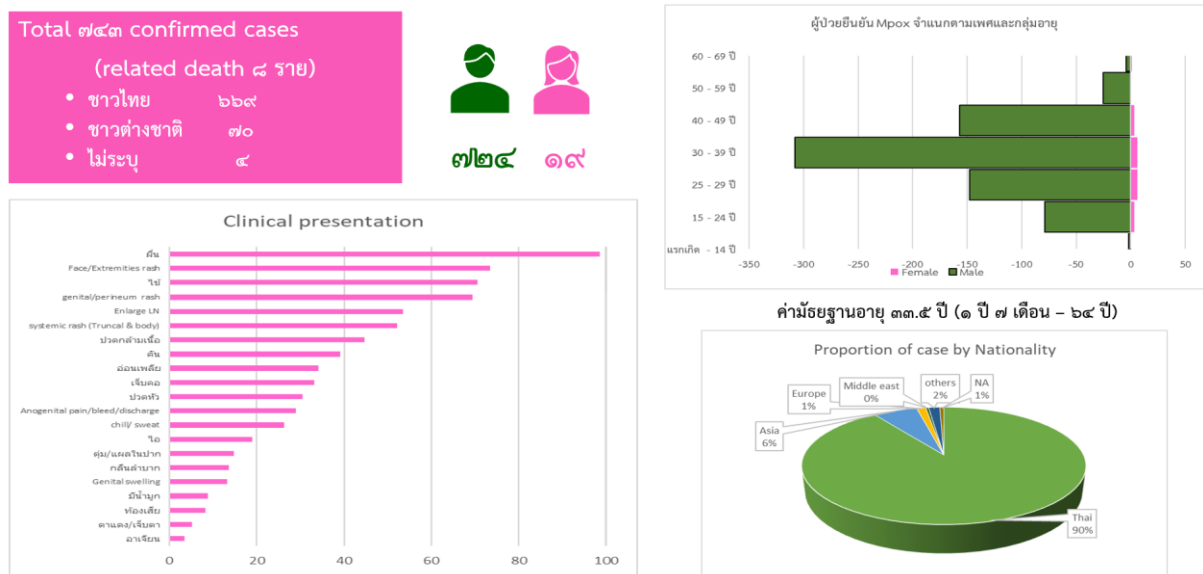 Total ๗๔๓ confirmed cases
(related death ๘ ราย)
• ชาวไทย ๖๖๙
• ชาวต่างชาติ ๗๐
• ไม่ระบุ ๔
๗๒๔ ๑๙
Clinical presentation
0 20 40 60 80 100
ผื่น
Face/Extremities rash
ไข้
genital/perineum rash
Enlarge LN
systemic rash (Truncal & body)
ปวดกล้ามเนื้อ
คัน
อ่อนเพลีย
เจ็บคอ
ปวดหัว
Anogenital pain/bleed/discharge
chill/ sweat
ไอ
ตุ่ม/แผลในปาก
กลืนลำบาก
Genital swelling
มีน้ำมูก
ท้องเสีย
ตาแดง/เจ็บตา
อาเจียน
0 20 40 60 80 100
ผู้ป่วยยืนยัน Mpox จำแนกตามเพศและกลุ่มอายุ
60 - 69 ปี
50 - 59 ปี
40 - 49 ปี
30 - 39 ปี
25 - 29 ปี
15 - 24 ปี
แรกเกิด - 14 ปี
-350 -300 -250 -200 -150 -100 -50 0 50
Female Male
ค่ามัธยฐานอายุ ๓๓.๕ ปี (๑ ปี ๗ เดือน – ๖๔ ปี)
Proportion of case by Nationality
Asia
6%
Europe
1%
Middle east
0%
others
2%
NA
1%
Thai
90%